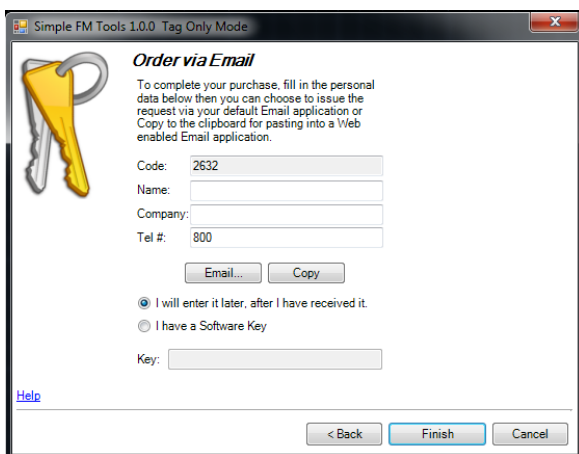 Simple FM Tools 1.0.0 Tag Only Mode
Order via Email
To complete your purchase, fill in the personal
data below then you can choose to issue the
request via your default Email application or
Copy to the clipboard for pasting into a Web
enabled Email application.
Code: 2632
Name:
Company:
Tel #: 800
Email... Copy
I will enter it later, after I have received it.
I have a Software Key
Key:
Help
< Back Finish Cancel